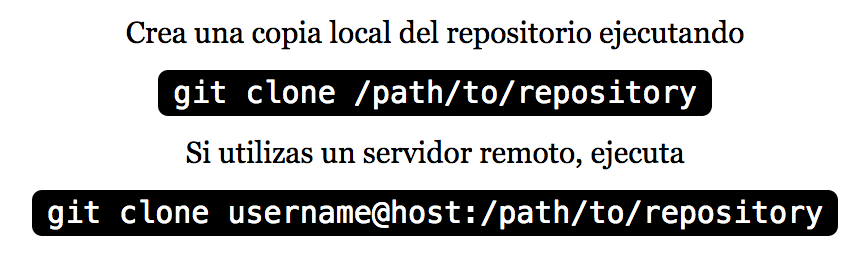 Crea una copia local del repositorio ejecutando
git clone /path/to/repository
Si utilizas un servidor remoto, ejecuta
git clone username@host:/path/to/repository